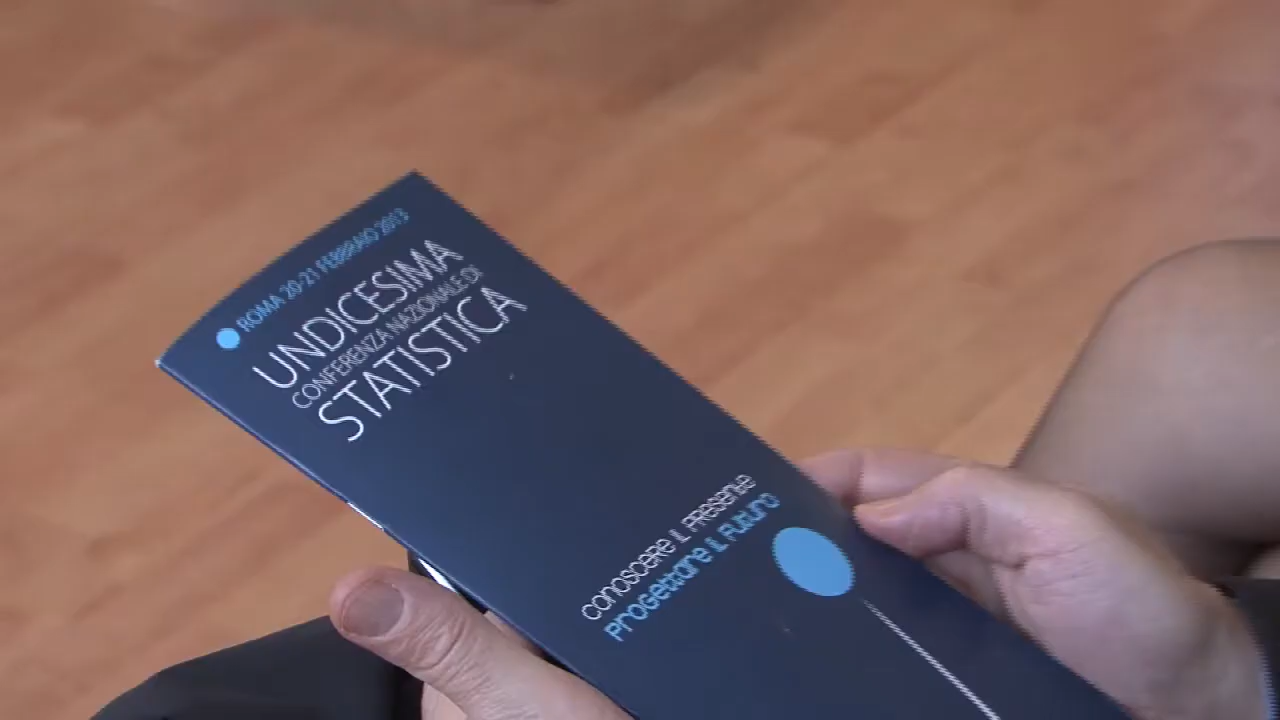 ROMA 20-21 FEBBRAIO 2013
UNDICESIMA
CONFERENZA NAZIONALE DI
STATISTICA
conoscere il presente
progettare il futuro